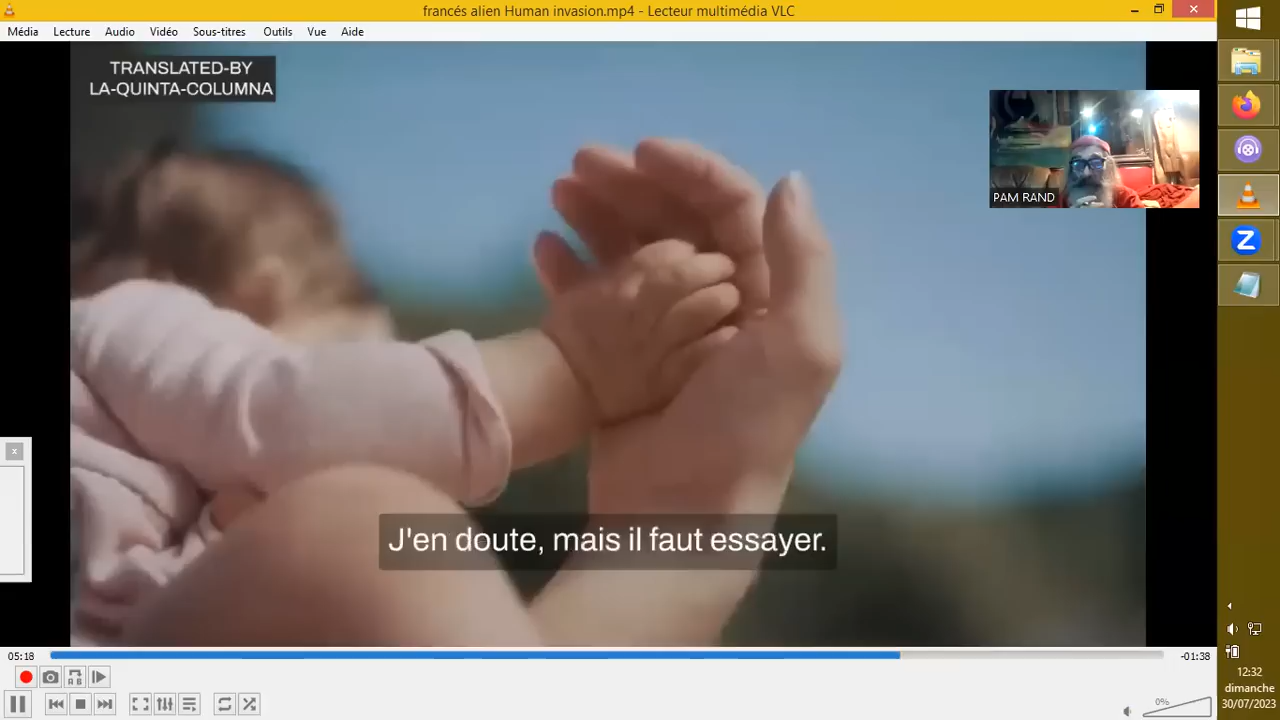 francés alien Human invasion.mp4 - Lecteur multimédia VLC
Média Lecture Audio Vidéo Sous-titres Outils Vue Aide
TRANSLATED-BY
LA-QUINTA-COLUMNA
PAM RAND
J'en doute, mais il faut essayer.
05:18
-01:38
0%
12:32
dimanche
30/07/2023